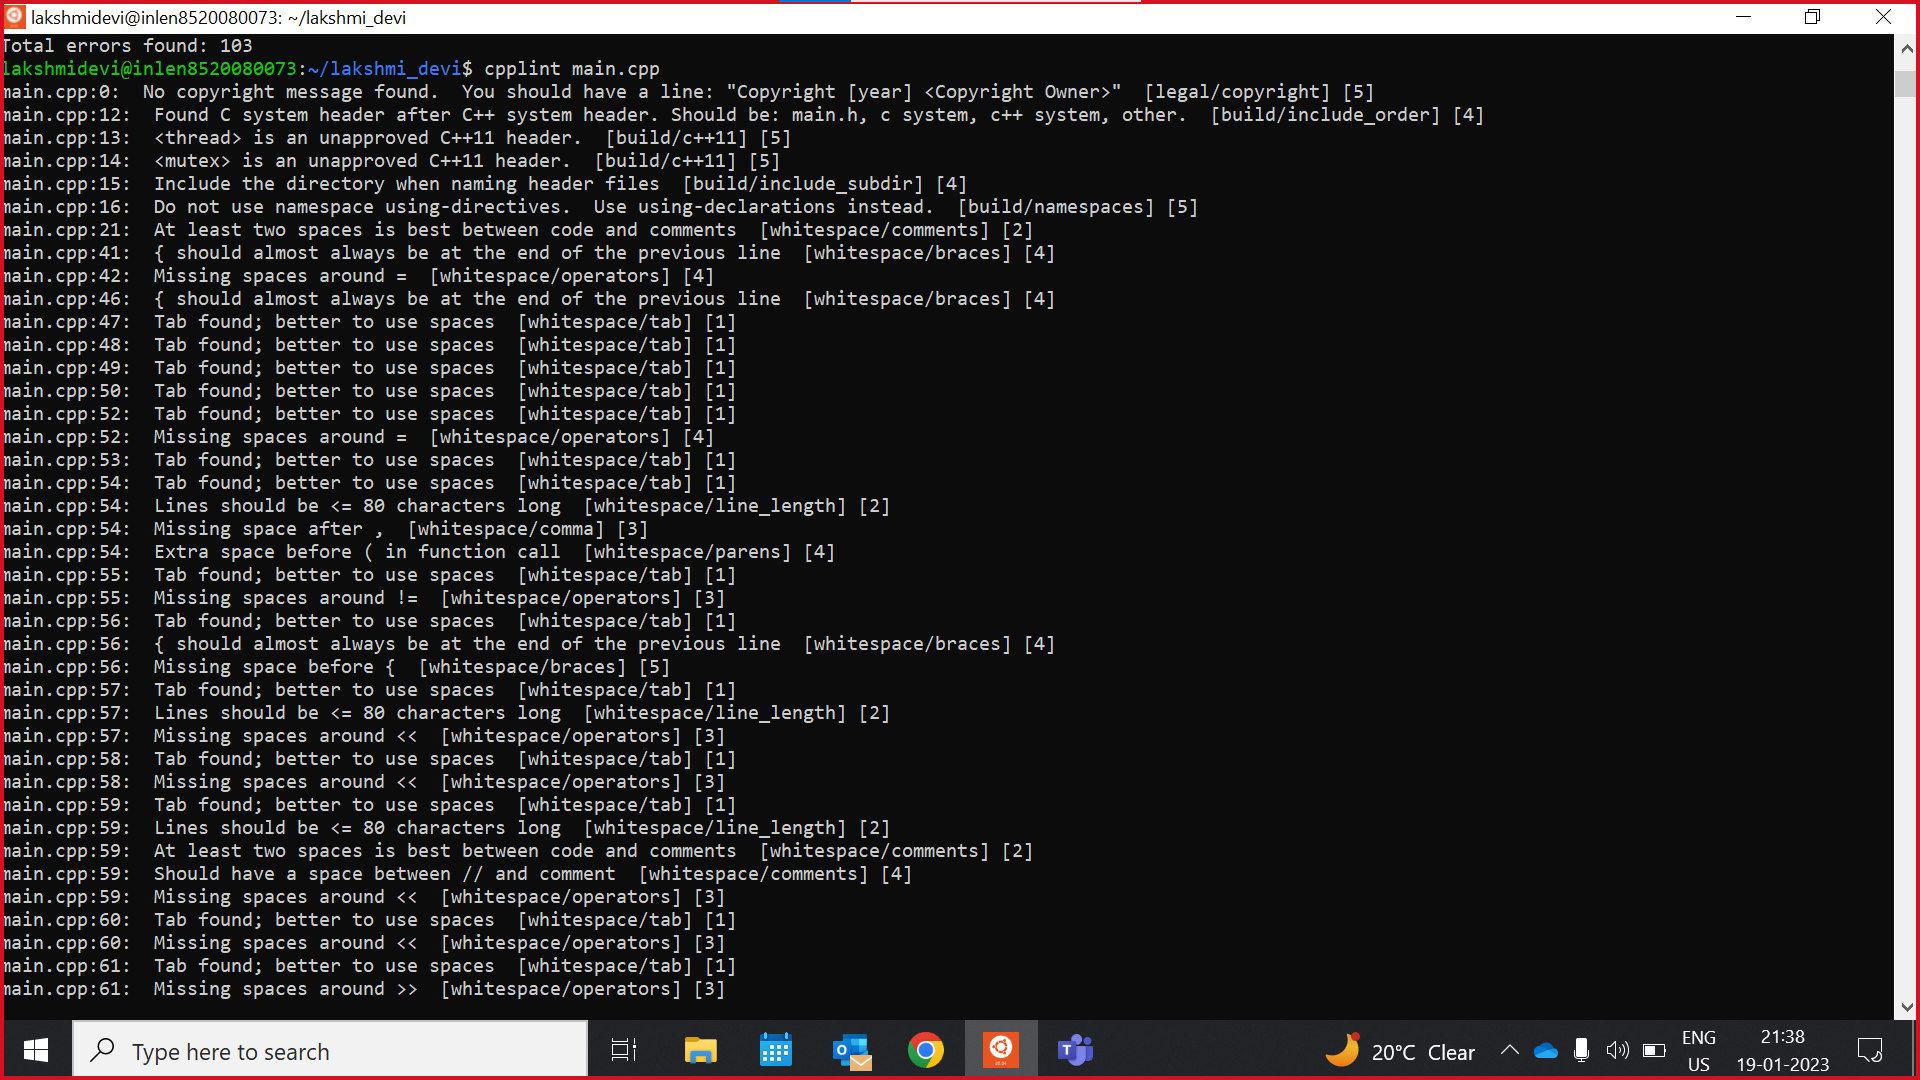 lakshmidevi@inlen8520080073: ~/lakshmi_devi
Total errors found: 103
lakshmidevi@inlen8520080073:~/lakshmi_devi$ cpplint main.cpp
main.cpp:0:  No copyright message found.  You should have a line: "Copyright [year] <Copyright Owner>"  [legal/copyright] [5]
main.cpp:12:  Found C system header after C++ system header. Should be: main.h, c system, c++ system, other.  [build/include_order] [4]
main.cpp:13:  <thread> is an unapproved C++11 header.  [build/c++11] [5]
main.cpp:14:  <mutex> is an unapproved C++11 header.  [build/c++11] [5]
main.cpp:15:  Include the directory when naming header files  [build/include_subdir] [4]
main.cpp:16:  Do not use namespace using-directives.  Use using-declarations instead.  [build/namespaces] [5]
main.cpp:21:  At least two spaces is best between code and comments  [whitespace/comments] [2]
main.cpp:41:  { should almost always be at the end of the previous line  [whitespace/braces] [4]
main.cpp:42:  Missing spaces around =  [whitespace/operators] [4]
main.cpp:46:  { should almost always be at the end of the previous line  [whitespace/braces] [4]
main.cpp:47:  Tab found; better to use spaces  [whitespace/tab] [1]
main.cpp:48:  Tab found; better to use spaces  [whitespace/tab] [1]
main.cpp:49:  Tab found; better to use spaces  [whitespace/tab] [1]
main.cpp:50:  Tab found; better to use spaces  [whitespace/tab] [1]
main.cpp:52:  Tab found; better to use spaces  [whitespace/tab] [1]
main.cpp:52:  Missing spaces around =  [whitespace/operators] [4]
main.cpp:53:  Tab found; better to use spaces  [whitespace/tab] [1]
main.cpp:54:  Tab found; better to use spaces  [whitespace/tab] [1]
main.cpp:54:  Lines should be <= 80 characters long  [whitespace/line_length] [2]
main.cpp:54:  Missing space after ,  [whitespace/comma] [3]
main.cpp:54:  Extra space before ( in function call  [whitespace/parens] [4]
main.cpp:55:  Tab found; better to use spaces  [whitespace/tab] [1]
main.cpp:55:  Missing spaces around !=  [whitespace/operators] [3]
main.cpp:56:  Tab found; better to use spaces  [whitespace/tab] [1]
main.cpp:56:  { should almost always be at the end of the previous line  [whitespace/braces] [4]
main.cpp:56:  Missing space before {  [whitespace/braces] [5]
main.cpp:57:  Tab found; better to use spaces  [whitespace/tab] [1]
main.cpp:57:  Lines should be <= 80 characters long  [whitespace/line_length] [2]
main.cpp:57:  Missing spaces around <<  [whitespace/operators] [3]
main.cpp:58:  Tab found; better to use spaces  [whitespace/tab] [1]
main.cpp:58:  Missing spaces around <<  [whitespace/operators] [3]
main.cpp:59:  Tab found; better to use spaces  [whitespace/tab] [1]
main.cpp:59:  Lines should be <= 80 characters long  [whitespace/line_length] [2]
main.cpp:59:  At least two spaces is best between code and comments  [whitespace/comments] [2]
main.cpp:59:  Should have a space between // and comment  [whitespace/comments] [4]
main.cpp:59:  Missing spaces around <<  [whitespace/operators] [3]
main.cpp:60:  Tab found; better to use spaces  [whitespace/tab] [1]
main.cpp:60:  Missing spaces around <<  [whitespace/operators] [3]
main.cpp:61:  Tab found; better to use spaces  [whitespace/tab] [1]
main.cpp:61:  Missing spaces around >>  [whitespace/operators] [3]
Type here to search
20°C Clear
ENG
US
21:38
19-01-2023